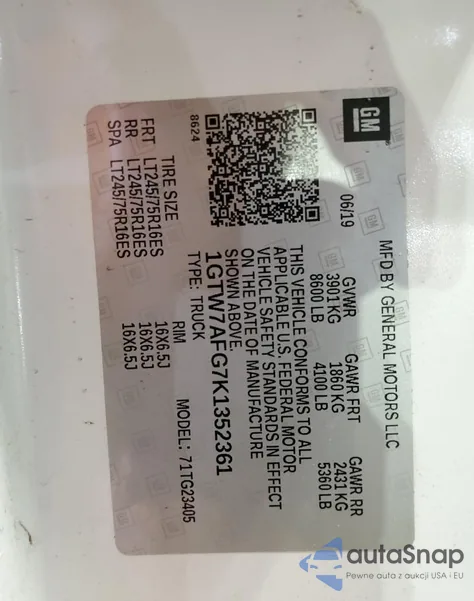 GM
MFD BY GENERAL MOTORS LLC
06/19
GVWR GAWR FRT GAWR RR
3901 KG 1860 KG 2431 KG
8600 LB 4100 LB 5360 LB
THIS VEHICLE CONFORMS TO ALL
APPLICABLE U.S. FEDERAL MOTOR
VEHICLE SAFETY STANDARDS IN EFFECT
ON THE DATE OF MANUFACTURE
SHOWN ABOVE.
1GTW7AFG7K1352361
TYPE: TRUCK MODEL: 71TG23405
8624
TIRE SIZE RIM
FRT LT245/75R16ES 16X6.5J
RR LT245/75R16ES 16X6.5J
SPA LT245/75R16ES 16X6.5J
autoSnap
Pewne auta z aukcji USA i EU